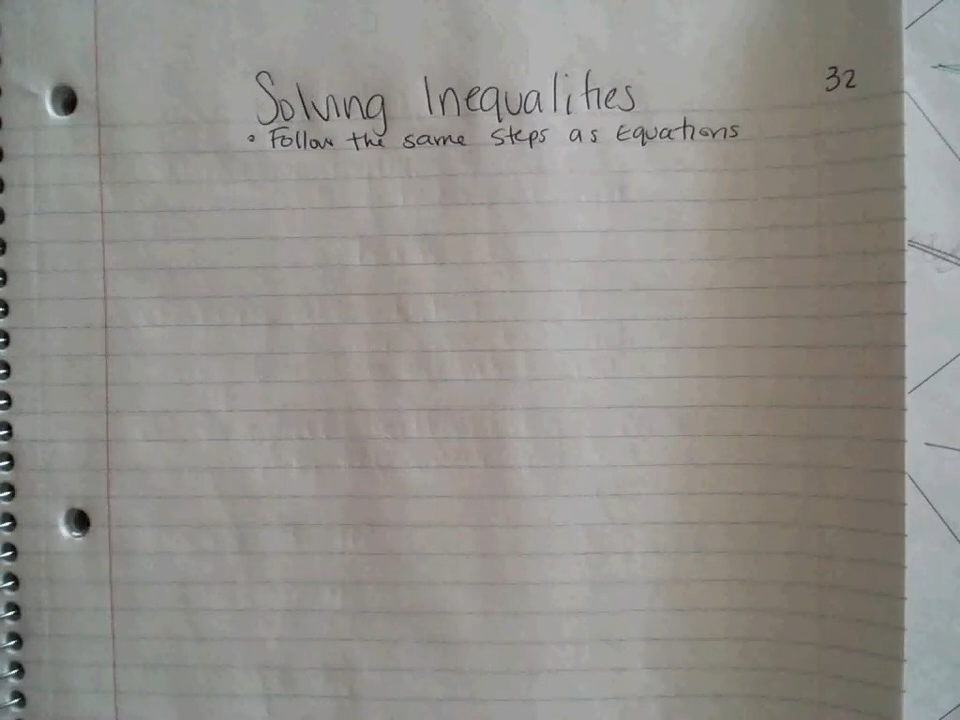 32
Solving Inequalities
• Follow the same steps as Equations